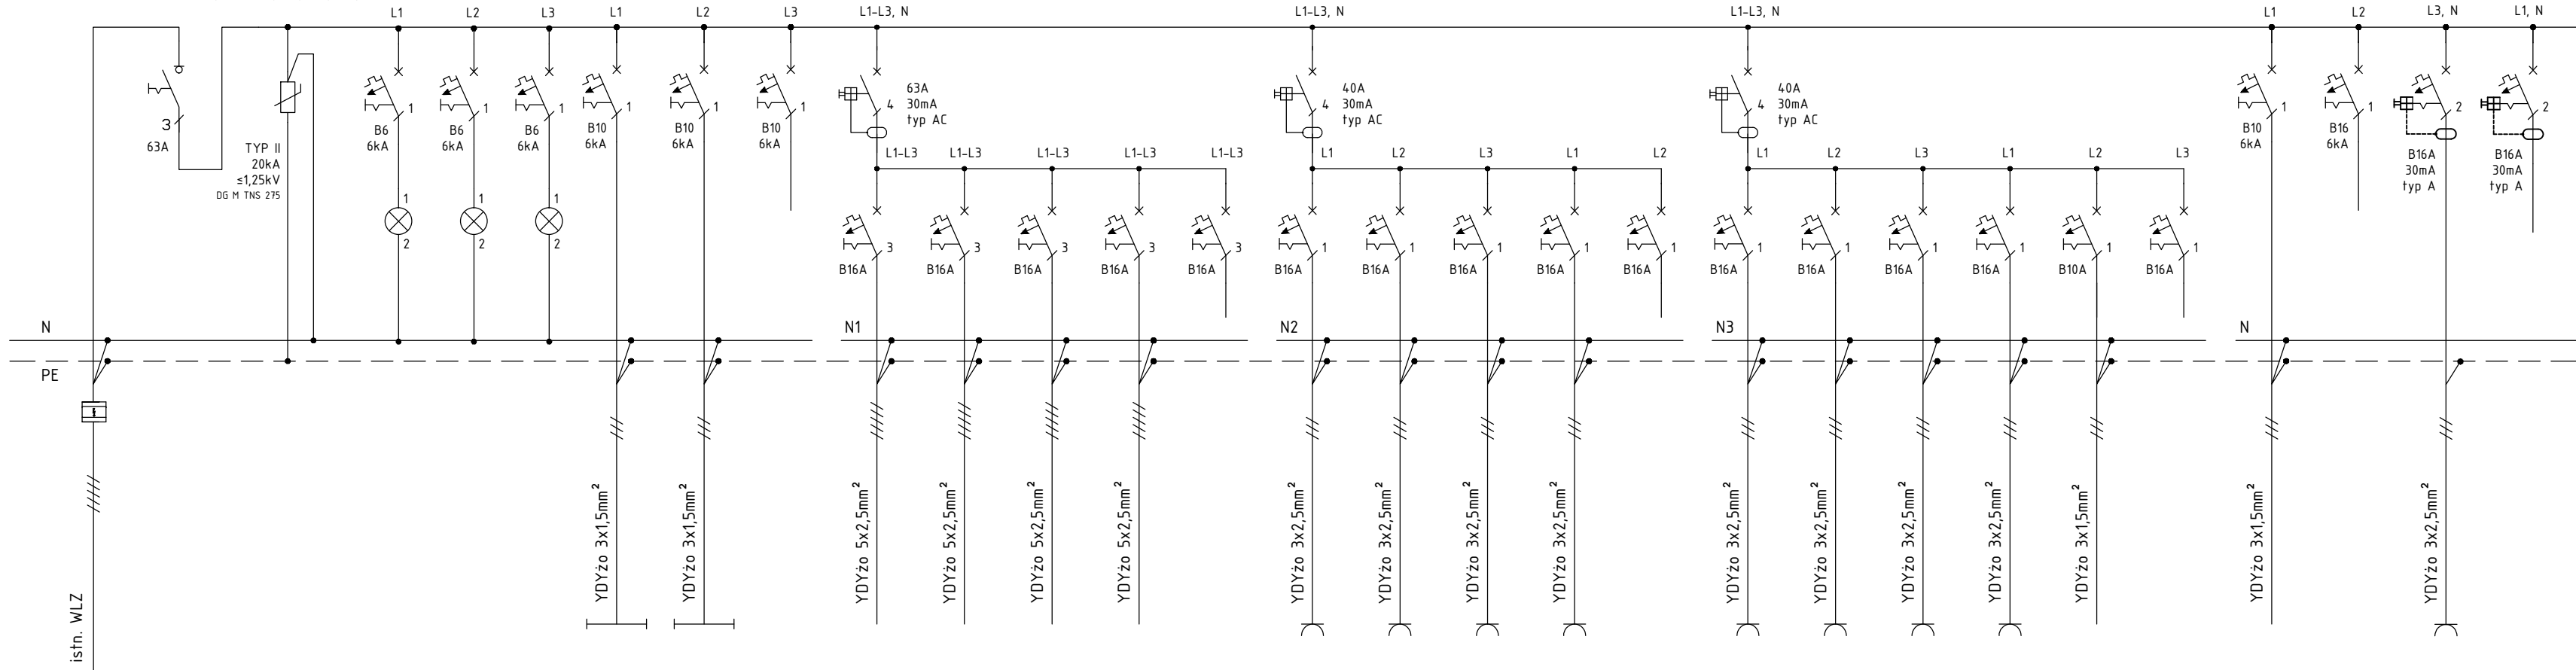 L1 L2 L3 L1 L2 L3 L1-L3, N L1-L3, N L1-L3, N L1 L2 L3, N L1, N
3
63A
TYP II
20kA
≤1,25kV
DG M TNS 275
1
B6
6kA
1
2
1
B6
6kA
1
2
1
B6
6kA
1
2
1
B10
6kA
1
B10
6kA
1
B10
6kA
4
63A
30mA
typ AC
L1-L3 L1-L3 L1-L3 L1-L3 L1-L3
3 3 3 3 3
B16A B16A B16A B16A B16A
4
40A
30mA
typ AC
L1 L2 L3 L1 L2
1 1 1 1 1
B16A B16A B16A B16A B16A
4
40A
30mA
typ AC
L1 L2 L3 L1 L2 L3
1 1 1 1 1 1
B16A B16A B16A B16A B10A B16A
1
B10
6kA
1
B16
6kA
2
B16A
30mA
typ A
2
B16A
30mA
typ A
N N1 N2 N3 N
PE
istn. WLZ
YDYżo 3x1,5mm²
YDYżo 3x1,5mm²
YDYżo 5x2,5mm²
YDYżo 5x2,5mm²
YDYżo 5x2,5mm²
YDYżo 5x2,5mm²
YDYżo 3x2,5mm²
YDYżo 3x2,5mm²
YDYżo 3x2,5mm²
YDYżo 3x2,5mm²
YDYżo 3x2,5mm²
YDYżo 3x2,5mm²
YDYżo 3x2,5mm²
YDYżo 3x2,5mm²
YDYżo 3x1,5mm²
YDYżo 3x1,5mm²
YDYżo 3x2,5mm²